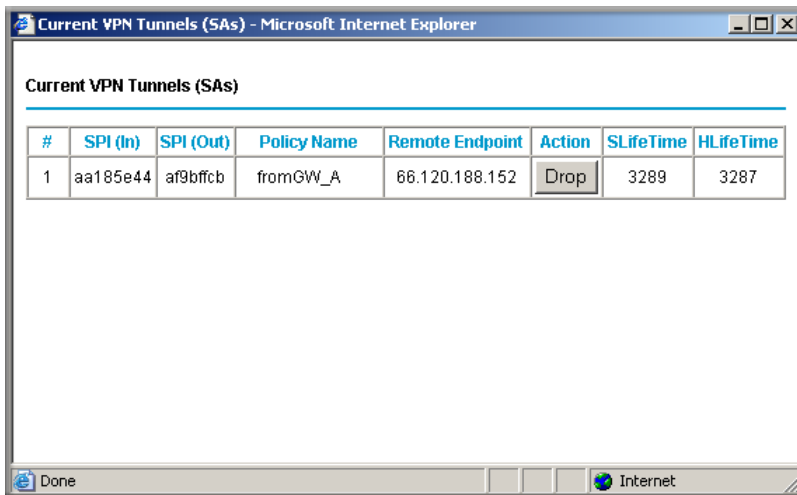 Current VPN Tunnels (SAs) - Microsoft Internet Explorer
Current VPN Tunnels (SAs)
# SPI (In) SPI (Out) Policy Name Remote Endpoint Action SLifeTime HLifeTime
1 aa185e44 af9bffcb fromGW_A 66.120.188.152 Drop 3289 3287
Done Internet